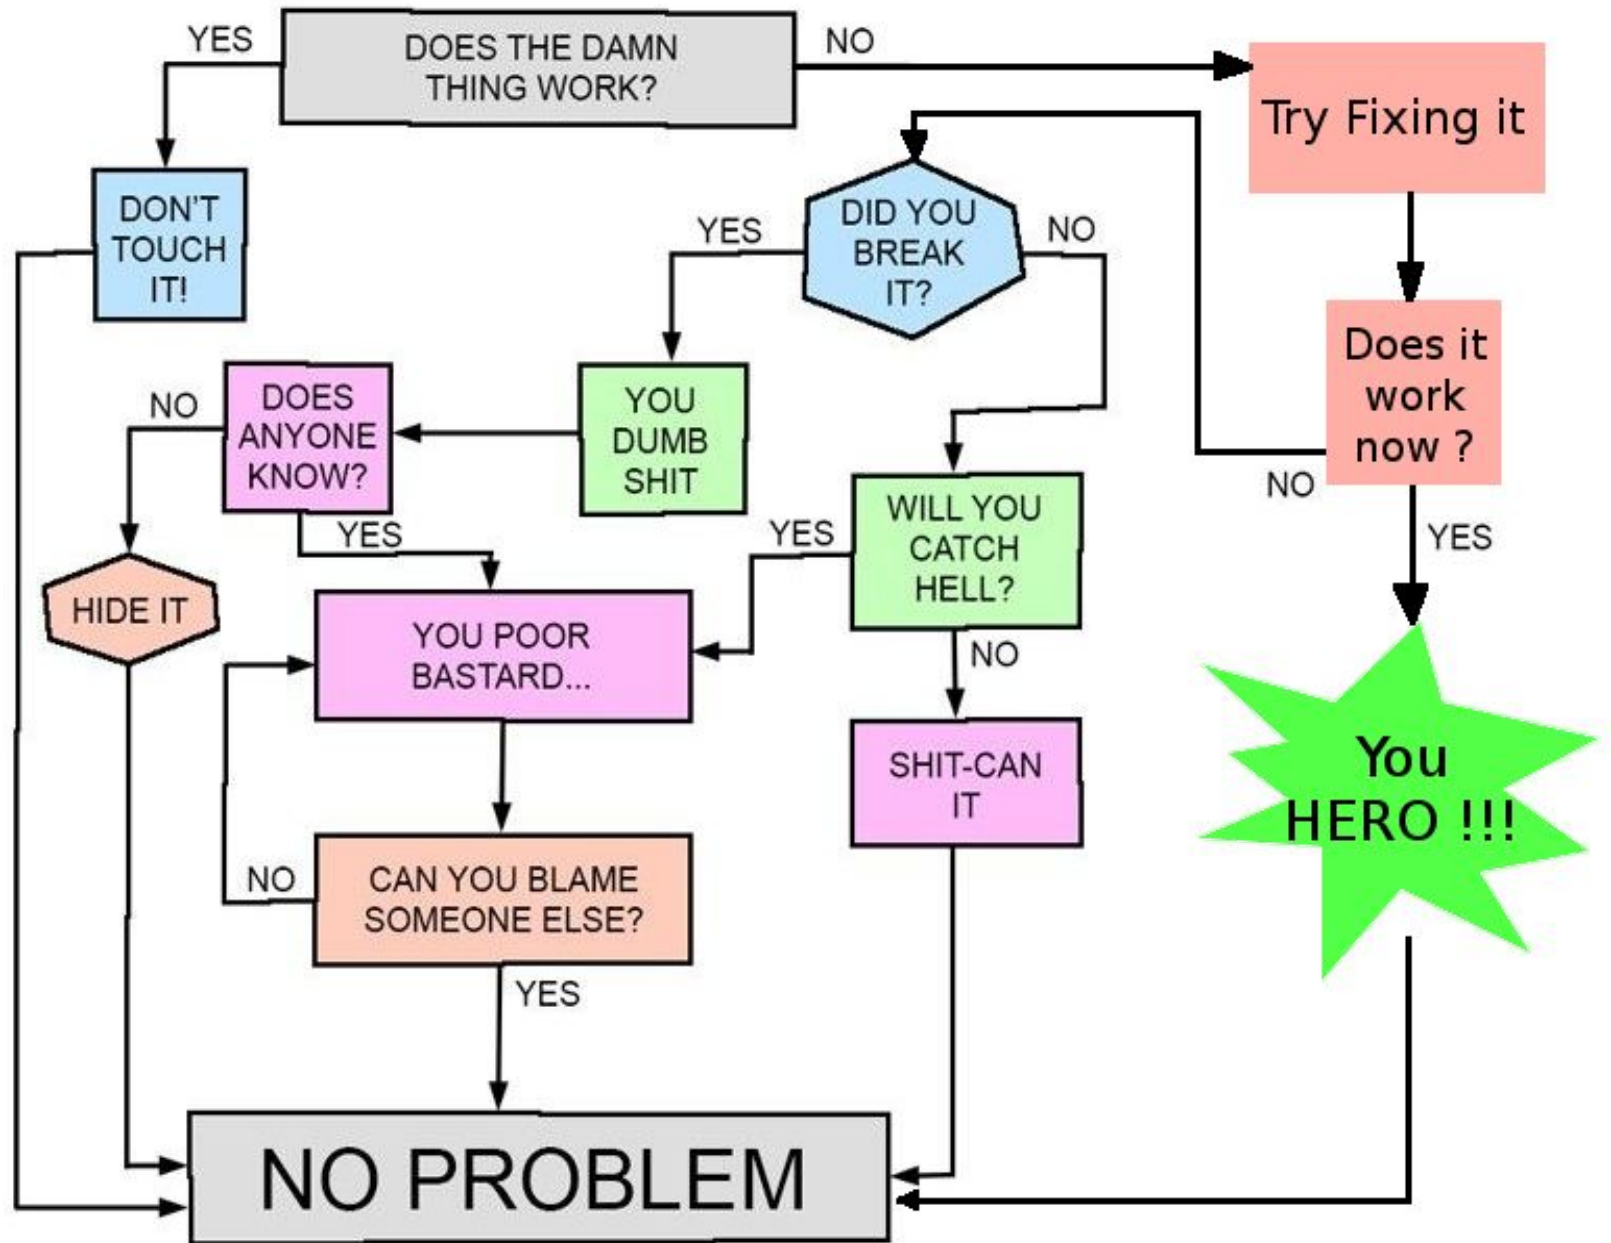 YES
DOES THE DAMN
THING WORK?
NO
Try Fixing it
DON'T
TOUCH
IT!
YES
DID YOU
BREAK
IT?
NO
Does it
work
now ?
NO
YES
NO
DOES
ANYONE
KNOW?
YES
YOU
DUMB
SHIT
YES
WILL YOU
CATCH
HELL?
NO
HIDE IT
YOU POOR
BASTARD...
SHIT-CAN
IT
You
HERO !!!
NO
CAN YOU BLAME
SOMEONE ELSE?
YES
NO PROBLEM